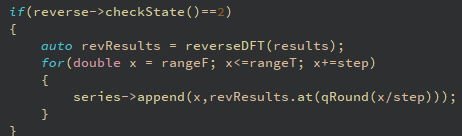 if(reverse->checkState()==2)
{
auto revResults = reverseDFT(results);
for(double x = rangeF; x<=rangeT; x+=step)
{
series->append(x,revResults.at(qRound(x/step)));
}
}